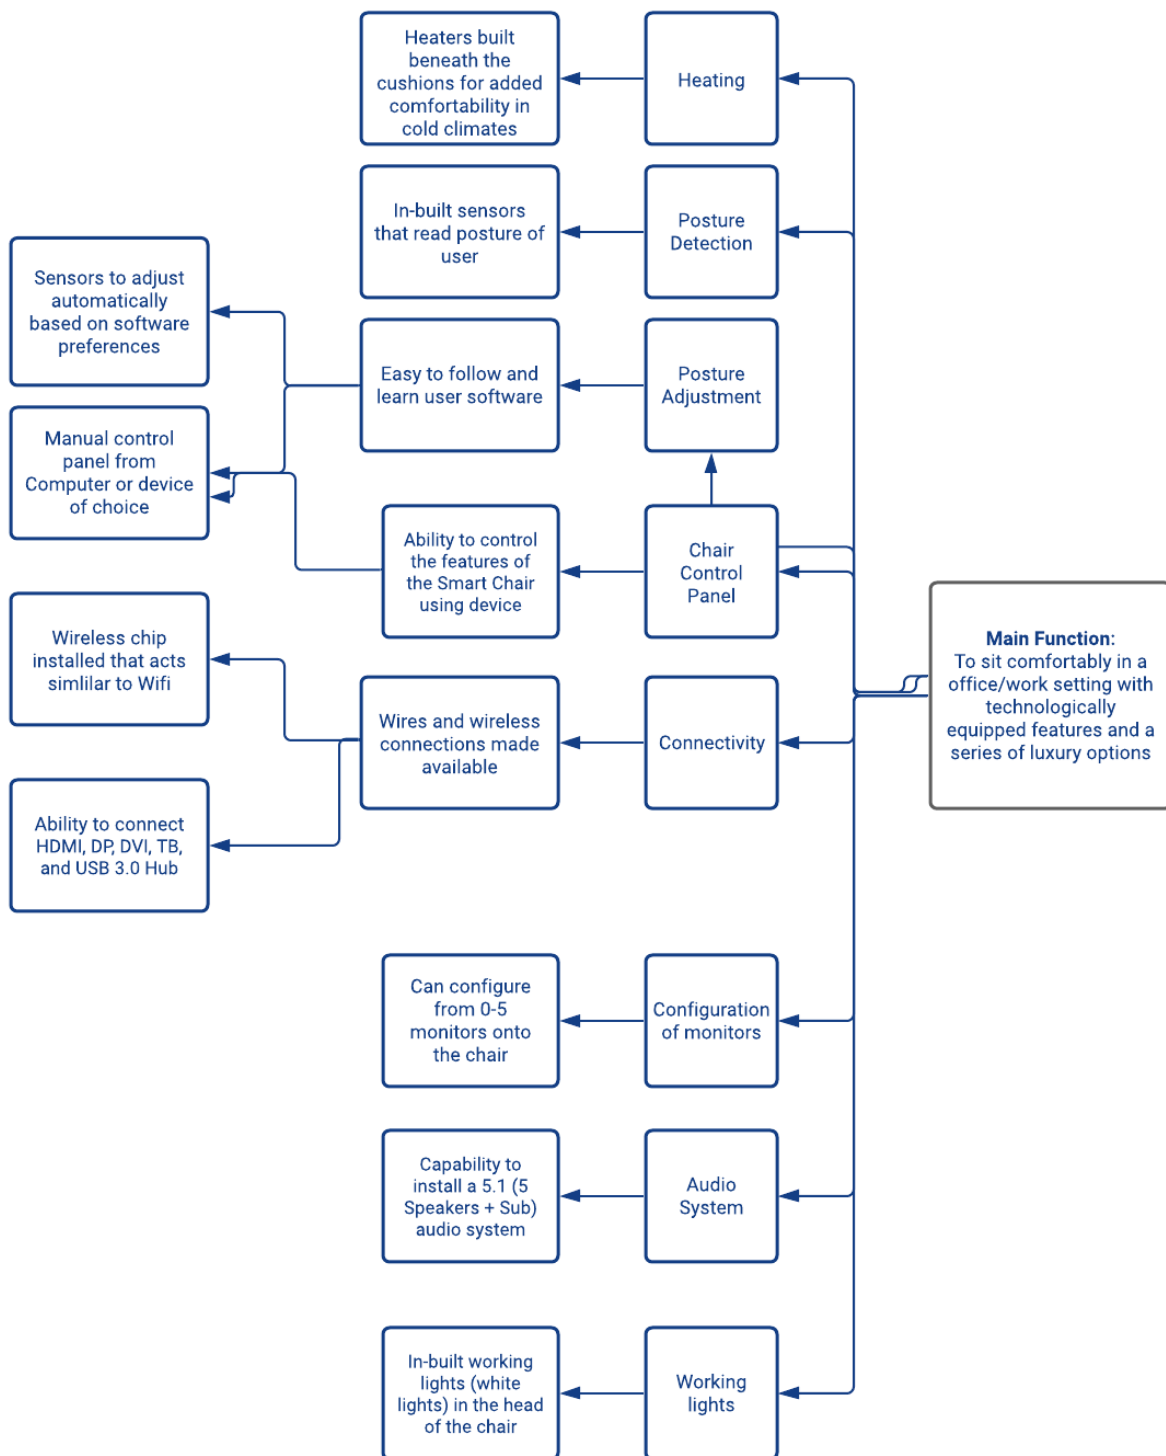 Heaters built
beneath the
cushions for added
comfortability in
cold climates
Heating
In-built sensors
that read posture of
user
Posture
Detection
Sensors to adjust
automatically
based on software
preferences
Easy to follow and
learn user software
Posture
Adjustment
Manual control
panel from
Computer or device
of choice
Ability to control
the features of
the Smart Chair
using device
Chair
Control
Panel
Main Function:
To sit comfortably in a
office/work setting with
technologically
equipped features and a
series of luxury options
Wireless chip
installed that acts
simlilar to Wifi
Wires and wireless
connections made
available
Connectivity
Ability to connect
HDMI, DP, DVI, TB,
and USB 3.0 Hub
Can configure
from 0-5
monitors onto
the chair
Configuration
of monitors
Capability to
install a 5.1 (5
Speakers + Sub)
audio system
Audio
System
In-built working
lights (white
lights) in the head
of the chair
Working
lights